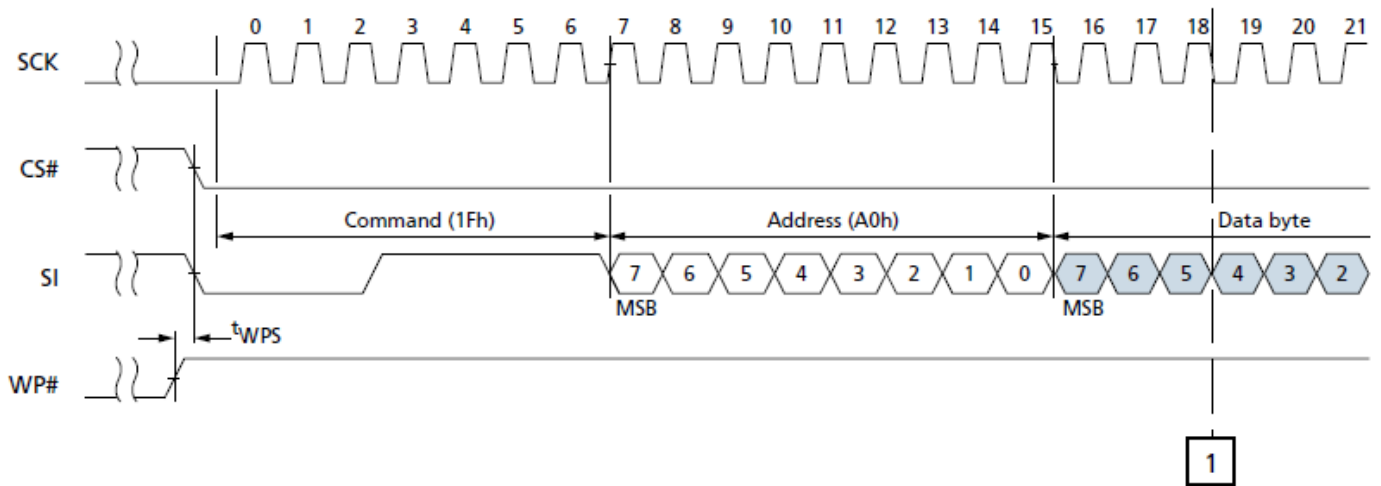 0 1 2 3 4 5 6 7 8 9 10 11 12 13 14 15 16 17 18 19 20 21
SCK
CS#
Command (1Fh) Address (A0h) Data byte
SI 7 6 5 4 3 2 1 0 7 6 5 4 3 2
MSB MSB
tWPS
WP#
1